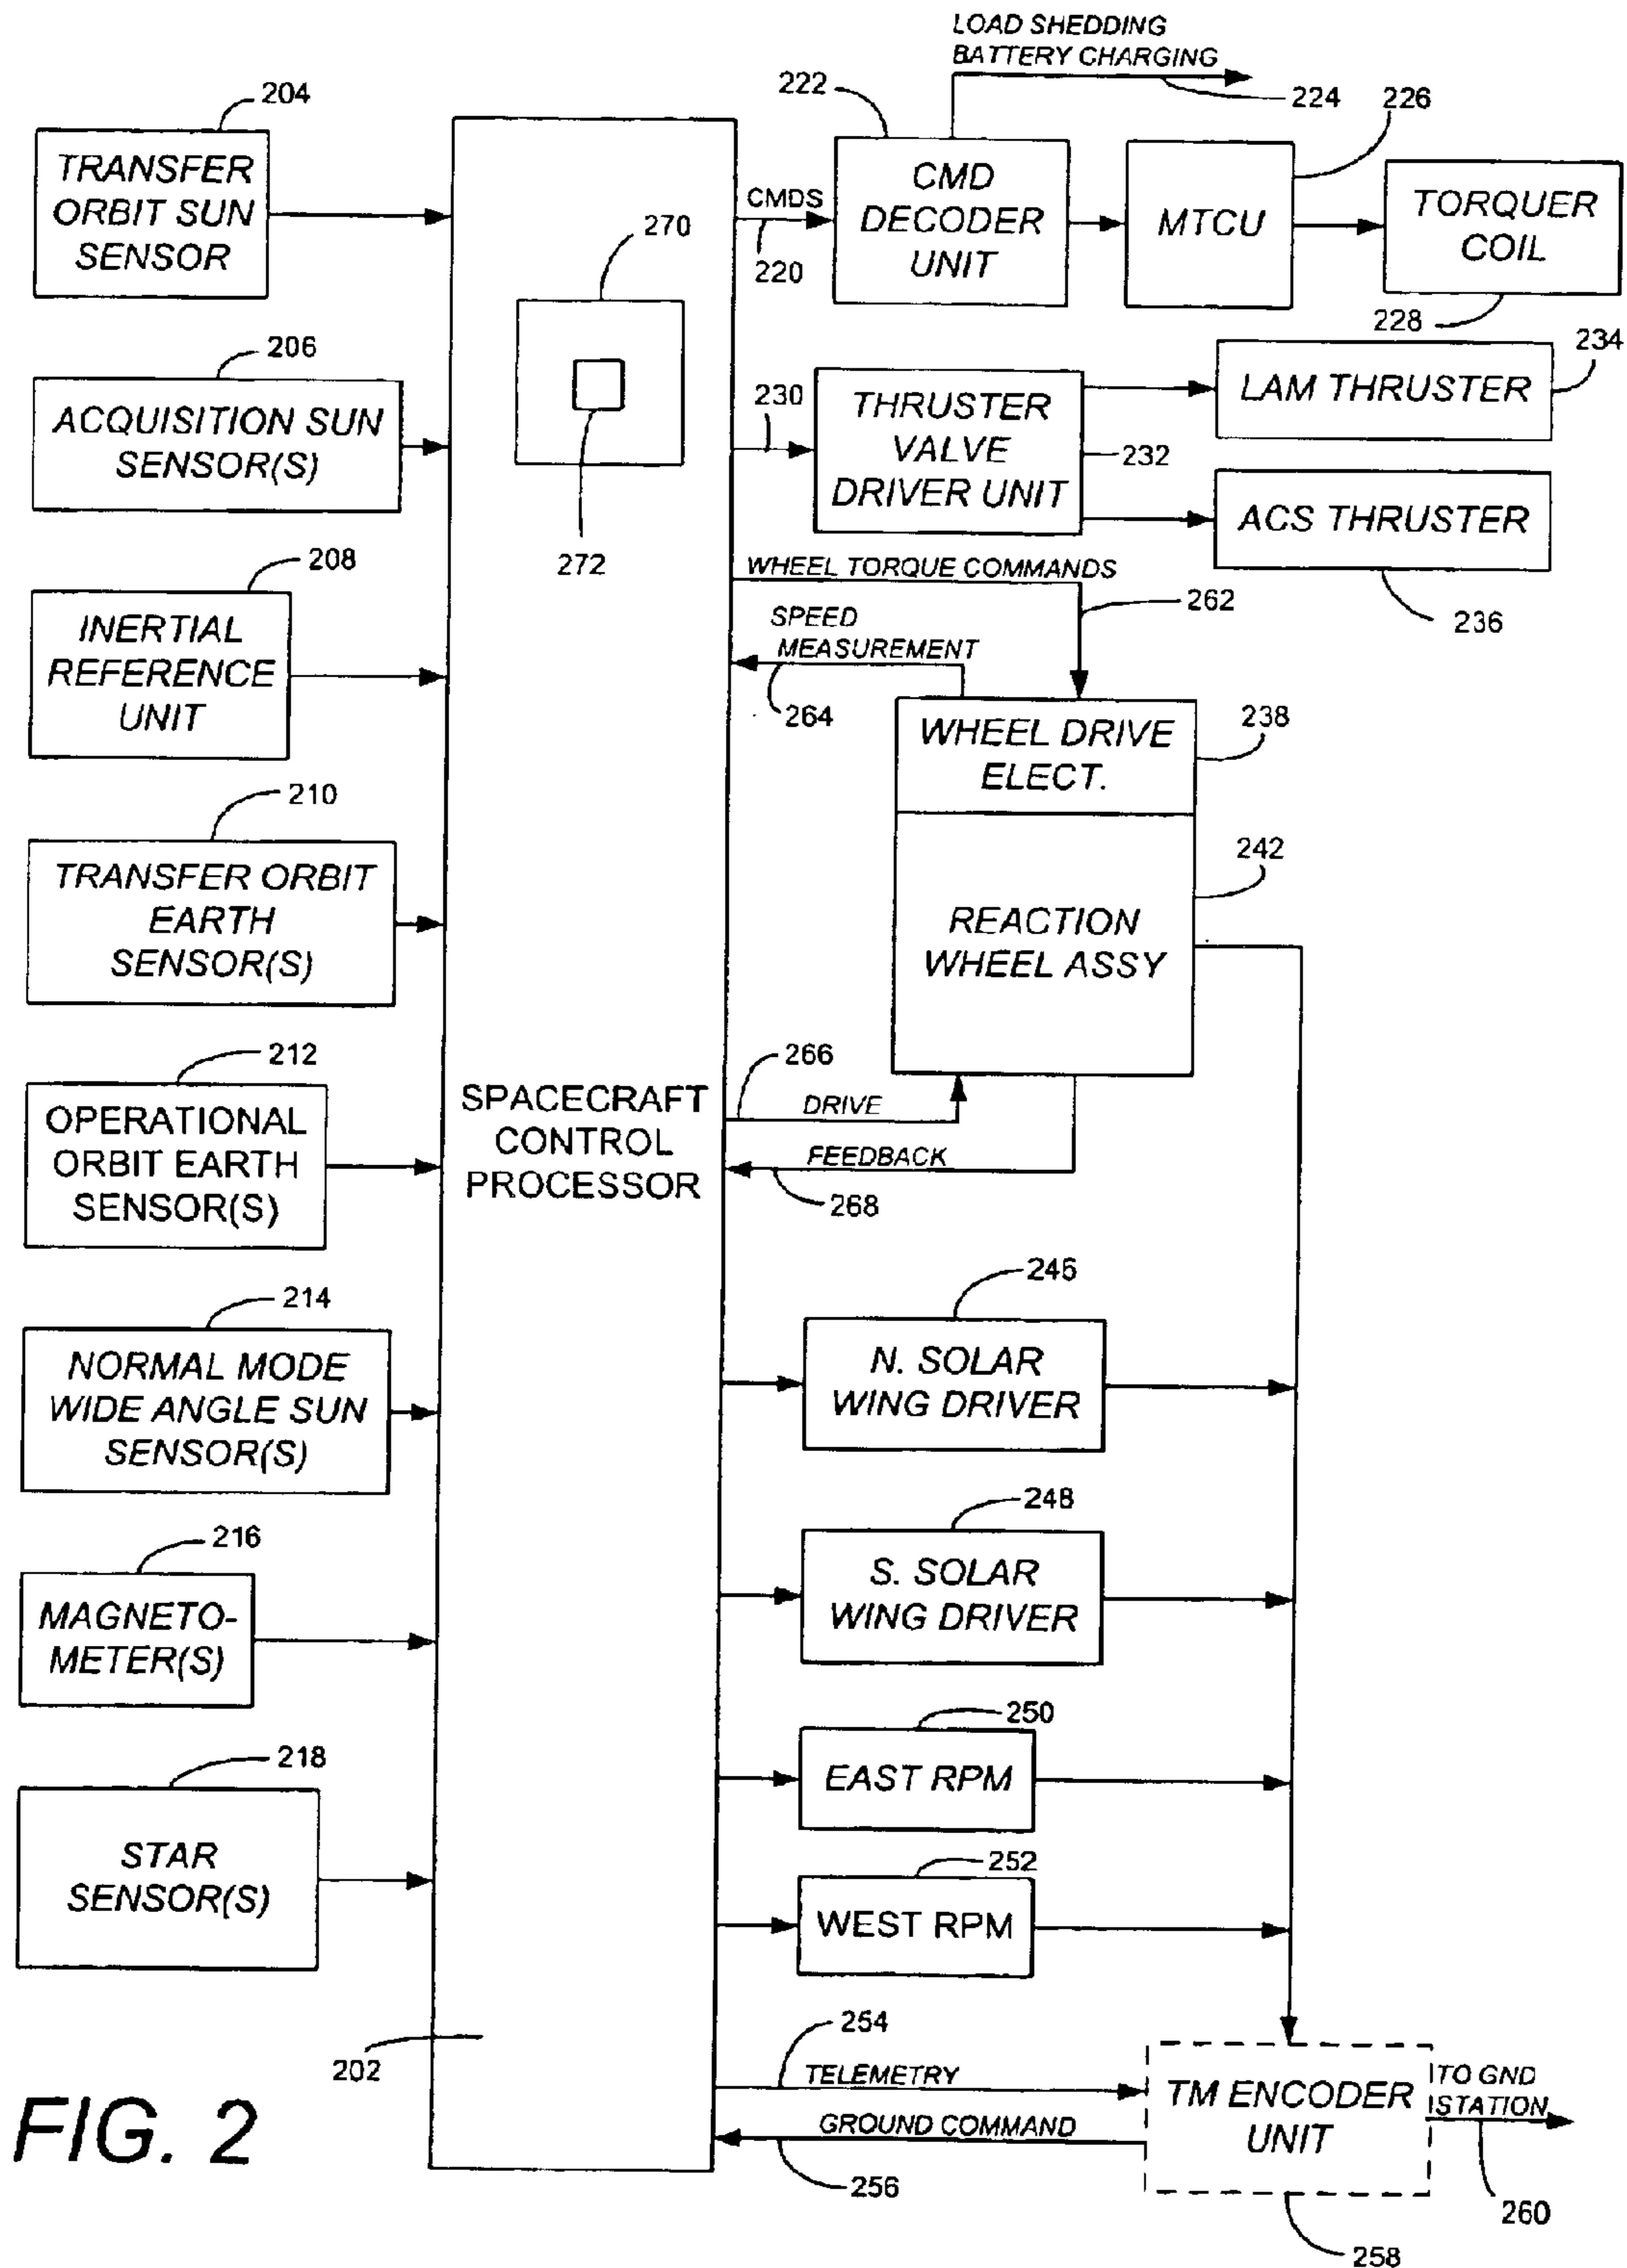 LOAD SHEDDING
BATTERY CHARGING
204
222
224
226
TRANSFER
ORBIT SUN
SENSOR
CMDS
220
CMD
DECODER
UNIT
MTCU
TORQUER
COIL
228
270
272
206
ACQUISITION SUN
SENSOR(S)
230
THRUSTER
VALVE
DRIVER UNIT
232
LAM THRUSTER
234
ACS THRUSTER
236
208
INERTIAL
REFERENCE
UNIT
WHEEL TORQUE COMMANDS
262
SPEED
MEASUREMENT
264
WHEEL DRIVE
ELECT.
238
210
TRANSFER ORBIT
EARTH
SENSOR(S)
REACTION
WHEEL ASSY
242
212
OPERATIONAL
ORBIT EARTH
SENSOR(S)
SPACECRAFT
CONTROL
PROCESSOR
266
DRIVE
FEEDBACK
268
214
NORMAL MODE
WIDE ANGLE SUN
SENSOR(S)
246
N. SOLAR
WING DRIVER
216
MAGNETO-
METER(S)
248
S. SOLAR
WING DRIVER
218
STAR
SENSOR(S)
250
EAST RPM
252
WEST RPM
202
254
TELEMETRY
GROUND COMMAND
256
TM ENCODER
UNIT
258
TO GND
STATION
260
FIG. 2